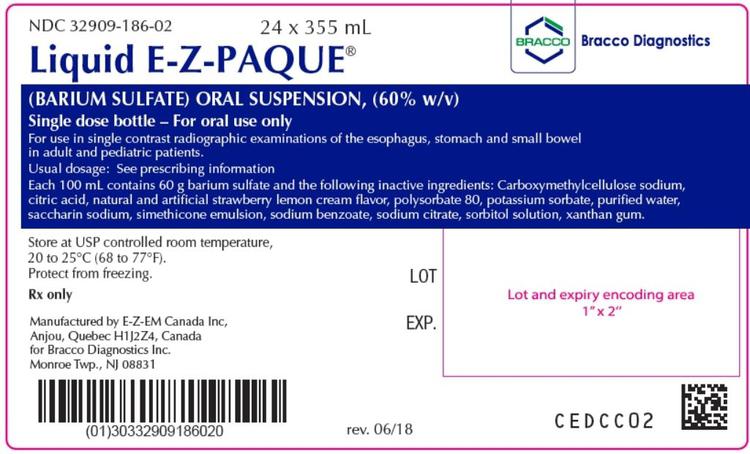 NDC 32909-186-02
24 x 355 mL
Liquid E-Z-PAQUE®
BRACCO
Bracco Diagnostics
(BARIUM SULFATE) ORAL SUSPENSION, (60% w/v)
Single dose bottle – For oral use only
For use in single contrast radiographic examinations of the esophagus, stomach and small bowel
in adult and pediatric patients.
Usual dosage: See prescribing information
Each 100 mL contains 60 g barium sulfate and the following inactive ingredients: Carboxymethylcellulose sodium,
citric acid, natural and artificial strawberry lemon cream flavor, polysorbate 80, potassium sorbate, purified water,
saccharin sodium, simethicone emulsion, sodium benzoate, sodium citrate, sorbitol solution, xanthan gum.
Store at USP controlled room temperature,
20 to 25°C (68 to 77°F).
Protect from freezing.
Rx only
Manufactured by E-Z-EM Canada Inc,
Anjou, Quebec H1J2Z4, Canada
for Bracco Diagnostics Inc.
Monroe Twp., NJ 08831
LOT
EXP.
Lot and expiry encoding area
1” x 2”
(01)30332909186020
rev. 06/18
CEDCC02